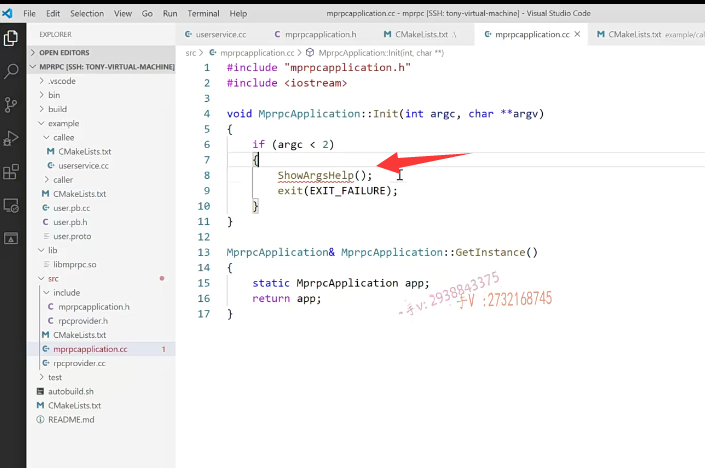 File Edit Selection View Go Run Terminal Help
mprpcapplication.cc - mprpc [SSH: tony-virtual-machine] - Visual Studio Code
EXPLORER
userservice.cc
mprpcapplication.h
CMakeLists.txt .\
mprpcapplication.cc
CMakeLists.txt example/cal
OPEN EDITORS
MPRPC [SSH: TONY-VIRTUAL-MACHINE]
.vscode
bin
build
example
callee
CMakeLists.txt
userservice.cc
caller
CMakeLists.txt
user.pb.cc
user.pb.h
user.proto
lib
libmprpc.so
src
include
mprpcapplication.h
rpcprovider.h
CMakeLists.txt
mprpcapplication.cc 1
rpcprovider.cc
test
autobuild.sh
CMakeLists.txt
README.md
src > mprpcapplication.cc > MprpcApplication::Init(int, char **)
1 #include "mprpcapplication.h"
2 #include <iostream>
3
4 void MprpcApplication::Init(int argc, char **argv)
5 {
6 if (argc < 2)
7 {
8 ShowArgsHelp();
9 exit(EXIT_FAILURE);
10 }
11 }
12
13 MprpcApplication& MprpcApplication::GetInstance()
14 {
15 static MprpcApplication app;
16 return app;
17 }
v: 2938843375
V :2732168745